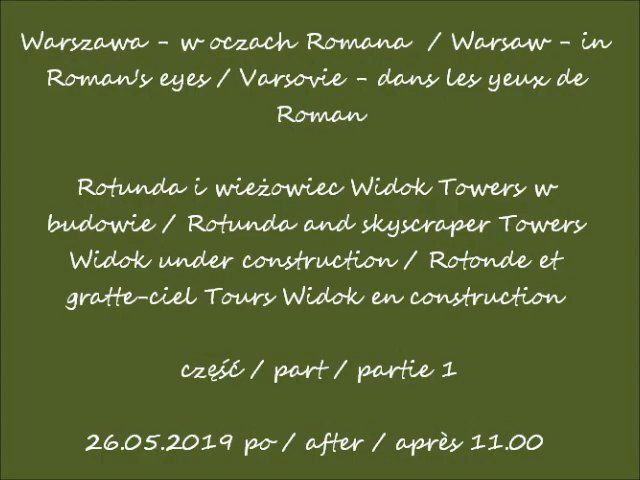 Warszawa - w oczach Romana / Warsaw - in
Roman's eyes / Varsovie - dans les yeux de
Roman
Rotunda i wieżowiec Widok Towers w
budowie / Rotunda and skyscraper Towers
Widok under construction / Rotonde et
gratte-ciel Tours Widok en construction
część / part / partie 1
26.05.2019 po / after / après 11.00